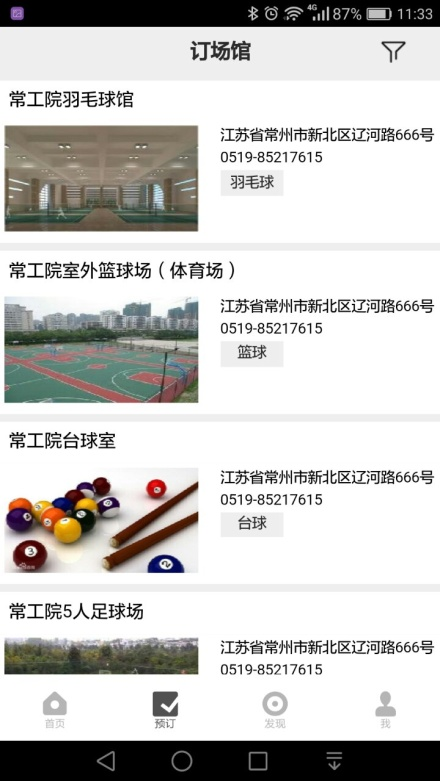 4G 87% 11:33
订场馆
常工院羽毛球馆
江苏省常州市新北区辽河路666号
0519-85217615
羽毛球
常工院室外篮球场（体育场）
江苏省常州市新北区辽河路666号
0519-85217615
篮球
常工院台球室
江苏省常州市新北区辽河路666号
0519-85217615
台球
3
2
常工院5人足球场
江苏省常州市新北区辽河路666号
0519-85217615
首页 预订 发现 我